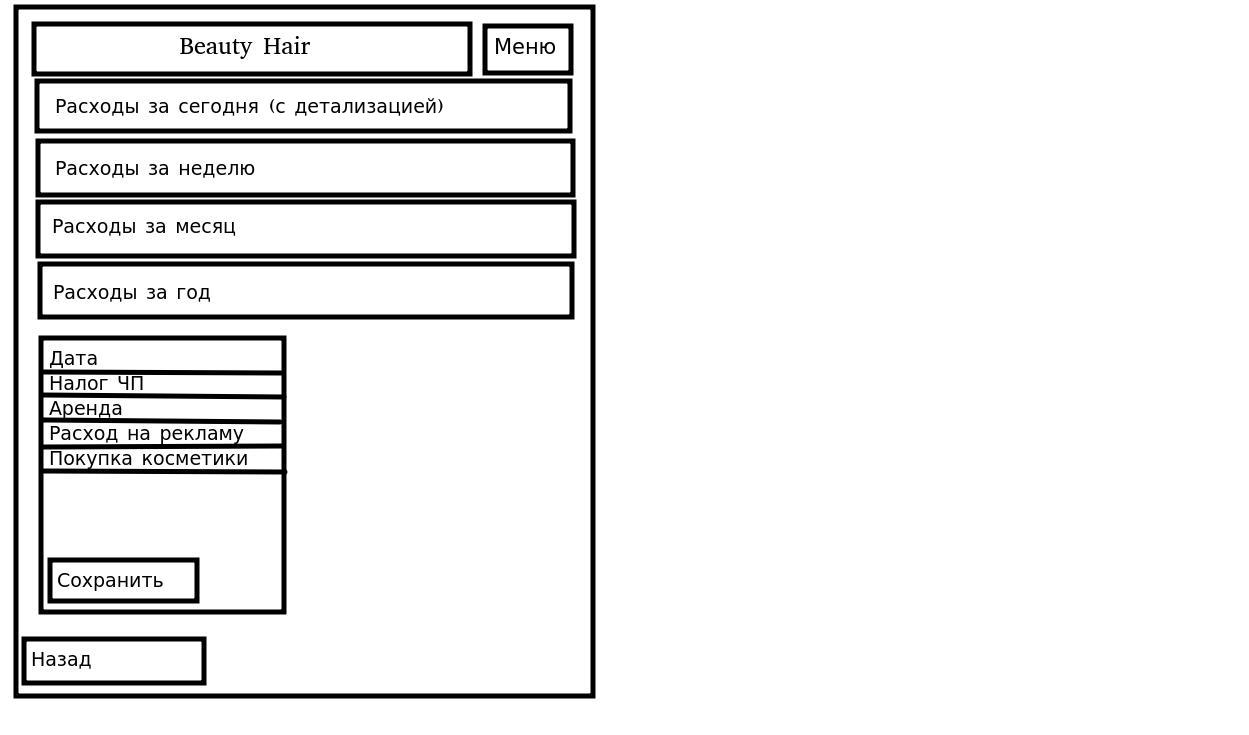 Beauty Hair
Меню
Расходы за сегодня (с детализацией)
Расходы за неделю
Расходы за месяц
Расходы за год
Дата
Налог ЧП
Аренда
Расход на рекламу
Покупка косметики
Сохранить
Назад